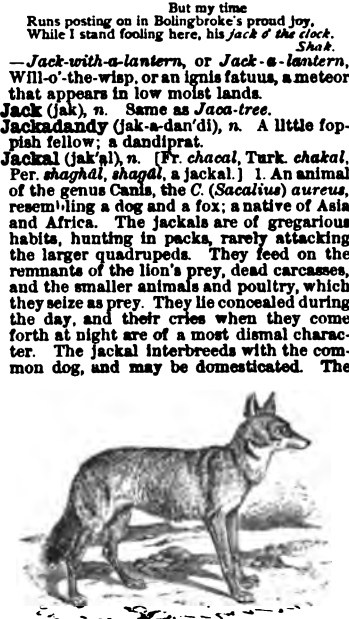 But my time
Runs posting on in Bolingbroke's proud joy,
While I stand fooling here, his jack o' the clock.
Shak.
—Jack-with-a-lantern, or Jack-a-lantern,
Will-o'-the-wisp, or an ignis fatuus, a meteor
that appears in low moist lands.
Jack (jak), n. Same as Jaca-tree.
Jackadandy (jak-a-dan'di), n. A little fop-
pish fellow; a dandiprat.
Jackal (jak'ạl), n. [Fr. chacal, Turk. chakal,
Per. shaghâl, shagâl, a jackal.] 1. An animal
of the genus Canis, the C. (Sacalius) aureus,
resembling a dog and a fox; a native of Asia
and Africa. The jackals are of gregarious
habits, hunting in packs, rarely attacking
the larger quadrupeds. They feed on the
remnants of the lion's prey, dead carcasses,
and the smaller animals and poultry, which
they seize as prey. They lie concealed during
the day, and their cries when they come
forth at night are of a most dismal charac-
ter. The jackal interbreeds with the com-
mon dog, and may be domesticated. The